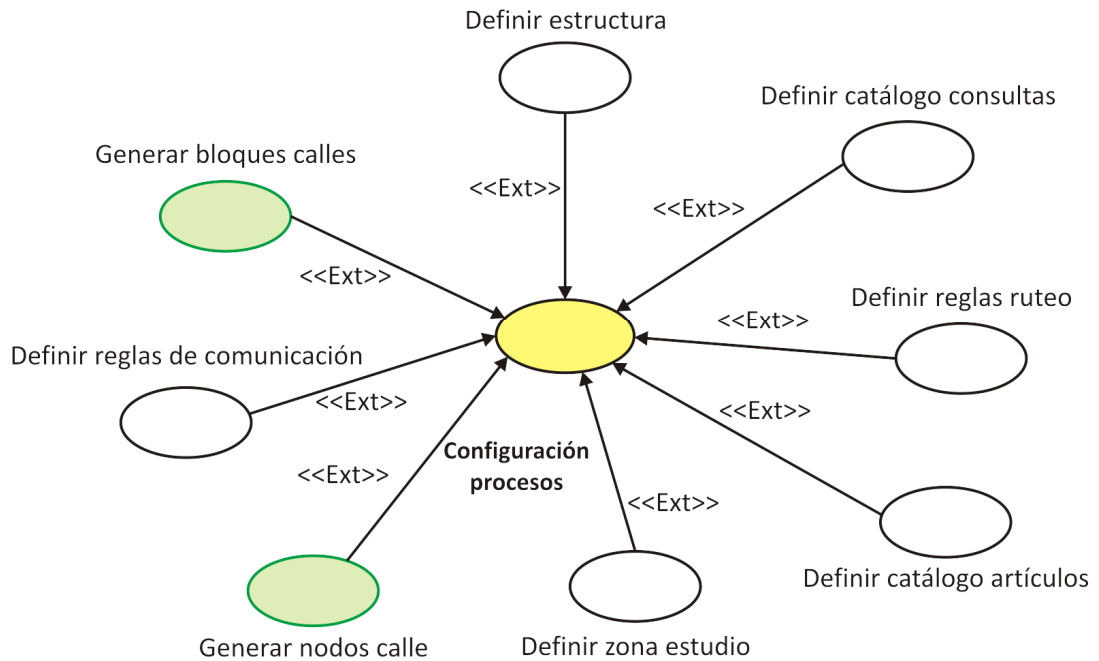 Definir estructura
Definir catálogo consultas
Generar bloques calles
<<Ext>>
<<Ext>>
<<Ext>>
Definir reglas ruteo
<<Ext>>
Definir reglas de comunicación
<<Ext>>
<<Ext>>
<<Ext>>
Configuración
procesos
<<Ext>>
Definir catálogo artículos
Generar nodos calle
Definir zona estudio